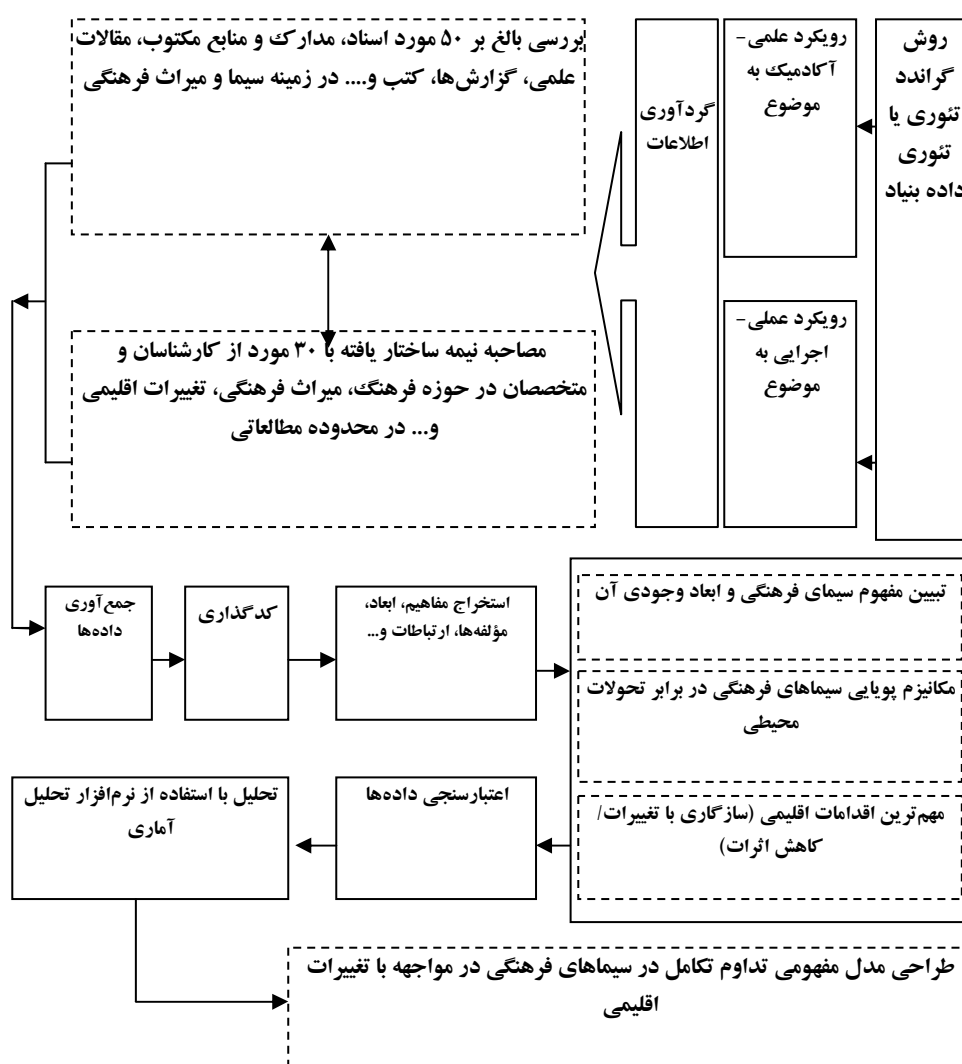 روش
گراندد
تئوری یا
تئوری
داده بنیاد
رویکرد علمی-
آکادمیک به
موضوع
رویکرد عملی-
اجرایی به
موضوع
گردآوری
اطلاعات
بررسی بالغ بر ۵۰ مورد اسناد، مدارک و منابع مکتوب، مقالات
علمی، گزارش‌ها، کتب و.... در زمینه سیما و میراث فرهنگی
مصاحبه نیمه ساختار یافته با ۳۰ مورد از کارشناسان و
متخصصان در حوزه فرهنگ، میراث فرهنگی، تغییرات اقلیمی
و... در محدوده مطالعاتی
جمع‌آوری
داده‌ها
کدگذاری
استخراج مفاهیم، ابعاد،
مؤلفه‌ها، ارتباطات و...
تبیین مفهوم سیمای فرهنگی و ابعاد وجودی آن
مکانیزم پویایی سیماهای فرهنگی در برابر تحولات
محیطی
مهم‌ترین اقدامات اقلیمی (سازگاری با تغییرات/
کاهش اثرات)
اعتبارسنجی داده‌ها
تحلیل با استفاده از نرم‌افزار تحلیل
آماری
طراحی مدل مفهومی تداوم تکامل در سیماهای فرهنگی در مواجهه با تغییرات
اقلیمی